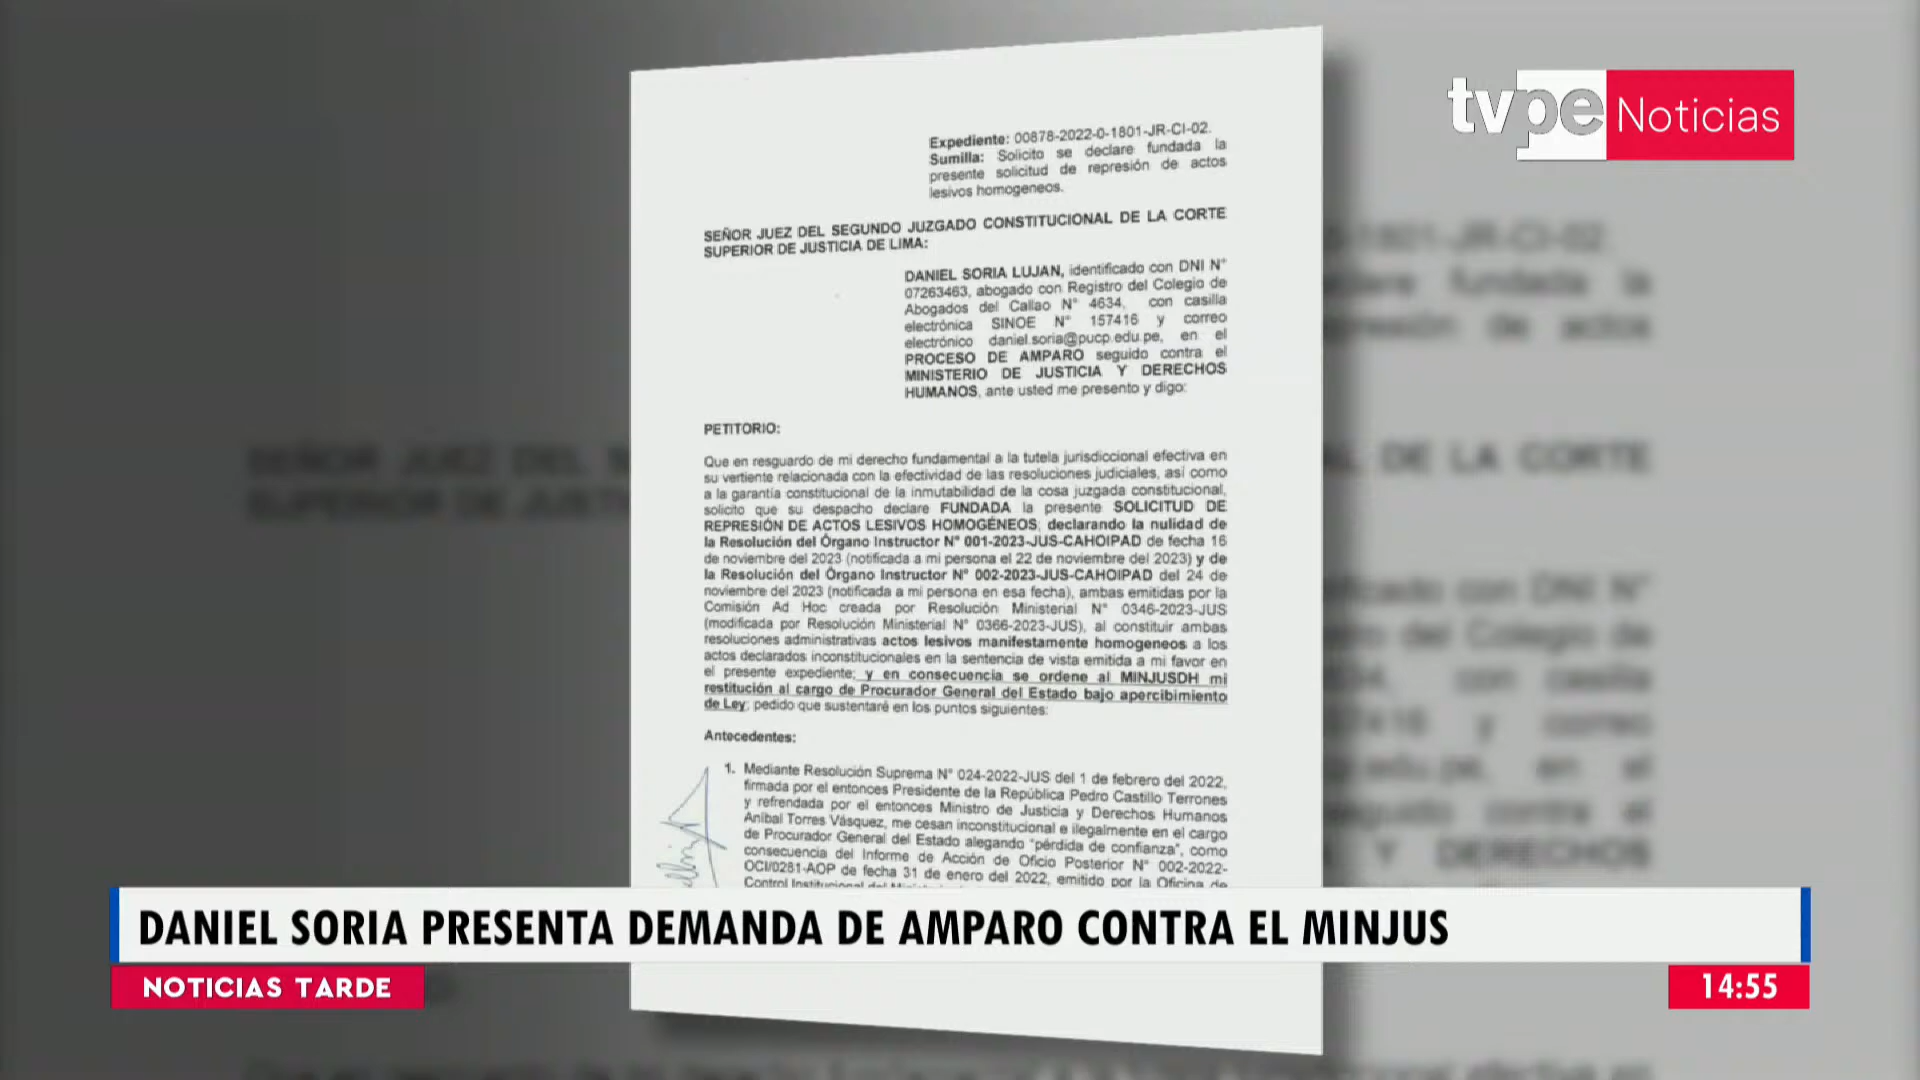 tvpe Noticias
Expediente: 00878-2022-0-1801-JR-CI-02.
Sumilla: Solicito se declare fundada la
presente solicitud de represión de actos
lesivos homogeneos.
SEÑOR JUEZ DEL SEGUNDO JUZGADO CONSTITUCIONAL DE LA CORTE
SUPERIOR DE JUSTICIA DE LIMA:
DANIEL SORIA LUJAN, identificado con DNI N°
07263463, abogado con Registro del Colegio de
Abogados del Callao N° 4634, con casilla
electrónica SINOE N° 157416 y correo
electrónico daniel.soria@pucp.edu.pe, en el
PROCESO DE AMPARO seguido contra el
MINISTERIO DE JUSTICIA Y DERECHOS
HUMANOS, ante usted me presento y digo:
PETITORIO:
Que en resguardo de mi derecho fundamental a la tutela jurisdiccional efectiva en
su vertiente relacionada con la efectividad de las resoluciones judiciales, así como
a la garantía constitucional de la inmutabilidad de la cosa juzgada constitucional,
solicito que su despacho declare FUNDADA la presente SOLICITUD DE
REPRESIÓN DE ACTOS LESIVOS HOMOGÉNEOS, declarando la nulidad de
la Resolución del Órgano Instructor N° 001-2023-JUS-CAHOIPAD de fecha 16
de noviembre del 2023 (notificada a mi persona el 22 de noviembre del 2023) y de
la Resolución del Órgano Instructor N° 002-2023-JUS-CAHOIPAD del 24 de
noviembre del 2023 (notificada a mi persona en esa fecha), ambas emitidas por la
Comisión Ad Hoc creada por Resolución Ministerial N° 0346-2023-JUS
(modificada por Resolución Ministerial N° 0366-2023-JUS), al constituir ambas
resoluciones administrativas actos lesivos manifestamente homogeneos a los
actos declarados inconstitucionales en la sentencia de vista emitida a mi favor en
el presente expediente; y en consecuencia se ordene al MINJUSDH mi
restitución al cargo de Procurador General del Estado bajo apercibimiento
de Ley; pedido que sustentaré en los puntos siguientes:
Antecedentes:
1. Mediante Resolución Suprema N° 024-2022-JUS del 1 de febrero del 2022,
firmada por el entonces Presidente de la República Pedro Castillo Terrones
y refrendada por el entonces Ministro de Justicia y Derechos Humanos
Aníbal Torres Vásquez, me cesan inconstitucional e ilegalmente en el cargo
de Procurador General del Estado alegando "pérdida de confianza", como
consecuencia del Informe de Acción de Oficio Posterior N° 002-2022-
OCI/0281-AOP de fecha 31 de enero del 2022, emitido por la Oficina de
Control Institucional del
DANIEL SORIA PRESENTA DEMANDA DE AMPARO CONTRA EL MINJUS
NOTICIAS TARDE
14:55